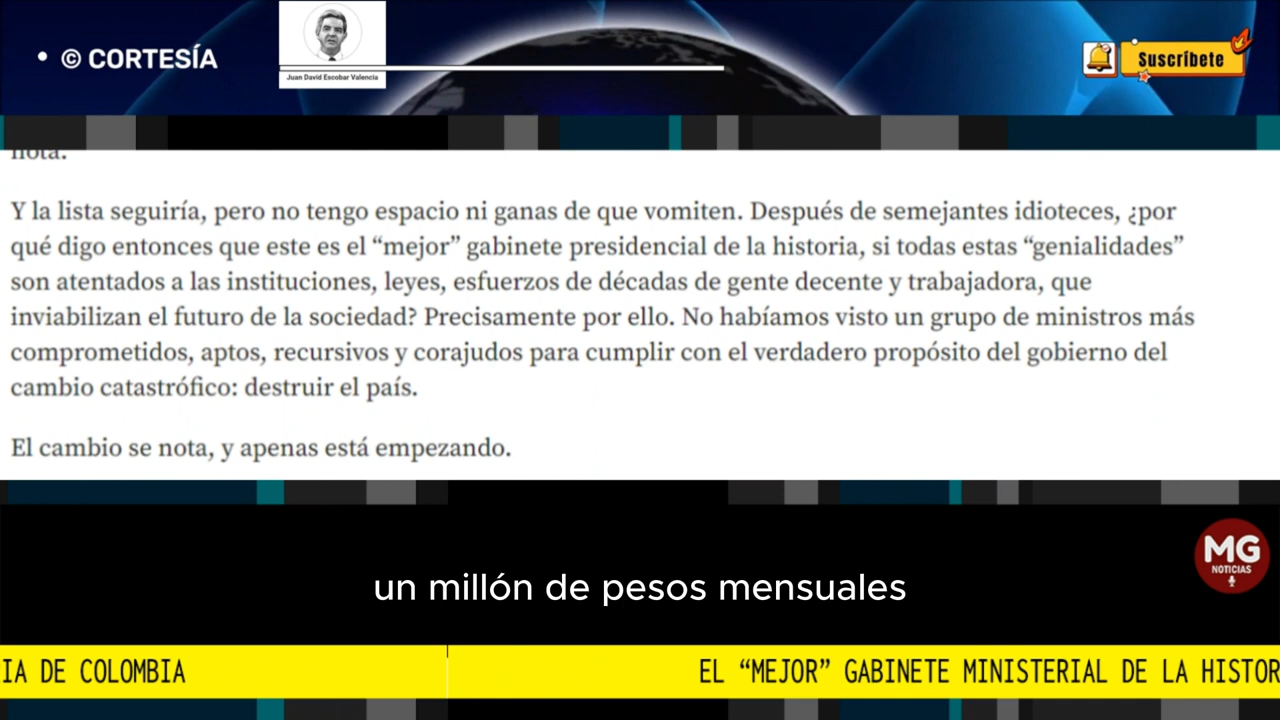 • © CORTESÍA
Juan David Escobar Valencia
Suscríbete
nota.
Y la lista seguiría, pero no tengo espacio ni ganas de que vomiten. Después de semejantes idioteces, ¿por
qué digo entonces que este es el “mejor” gabinete presidencial de la historia, si todas estas “genialidades”
son atentados a las instituciones, leyes, esfuerzos de décadas de gente decente y trabajadora, que
inviabilizan el futuro de la sociedad? Precisamente por ello. No habíamos visto un grupo de ministros más
comprometidos, aptos, recursivos y corajudos para cumplir con el verdadero propósito del gobierno del
cambio catastrófico: destruir el país.
El cambio se nota, y apenas está empezando.
MG
NOTICIAS
un millón de pesos mensuales
IA DE COLOMBIA
EL “MEJOR” GABINETE MINISTERIAL DE LA HISTOR